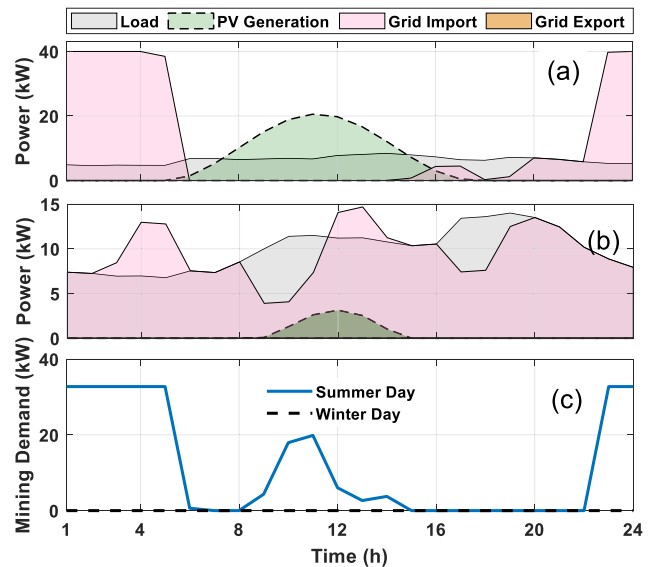 Load PV Generation Grid Import Grid Export
(a)
Power (kW)
40
20
0
(b)
Power (kW)
15
10
5
0
(c)
Mining Demand (kW)
40
20
0
Summer Day
Winter Day
1 4 8 12 16 20 24
Time (h)